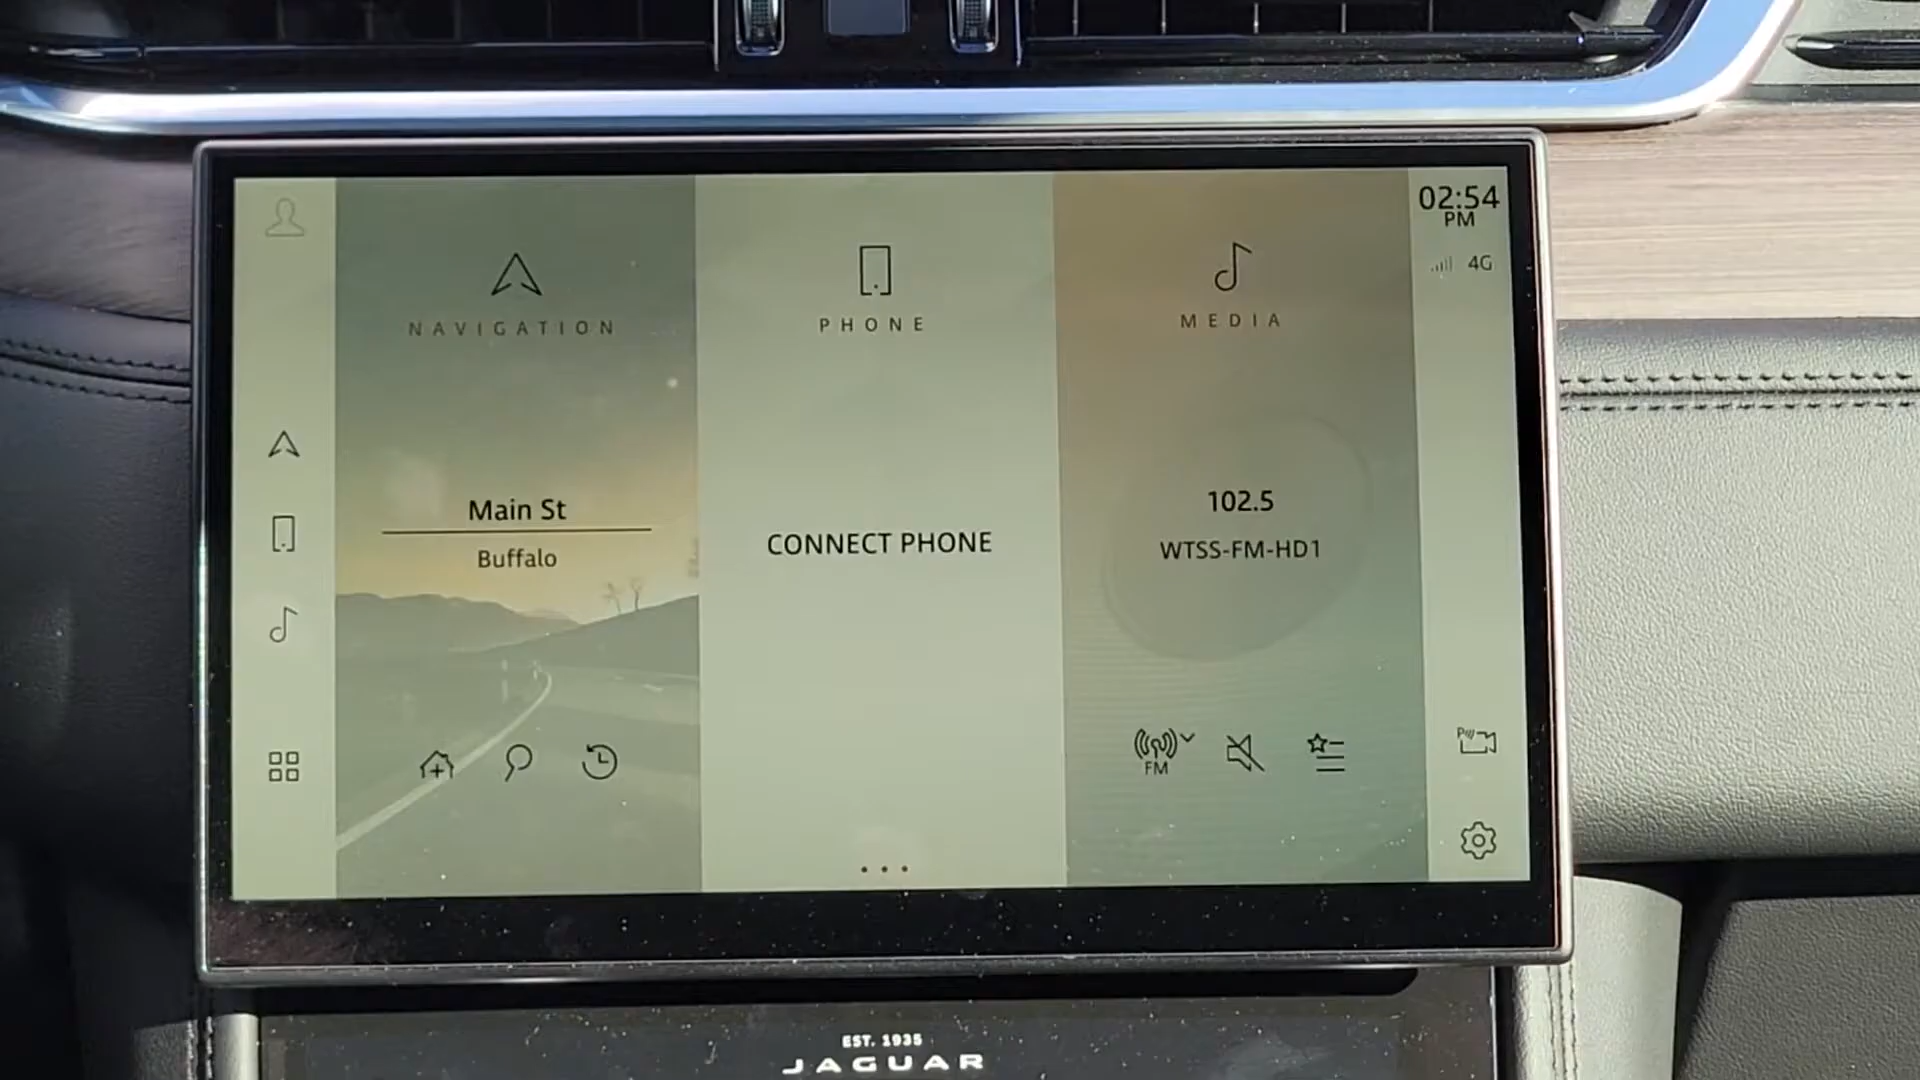 02:54
PM
4G
NAVIGATION
PHONE
MEDIA
Main St
Buffalo
CONNECT PHONE
102.5
WTSS-FM-HD1
FM
P
EST. 1935
JAGUAR